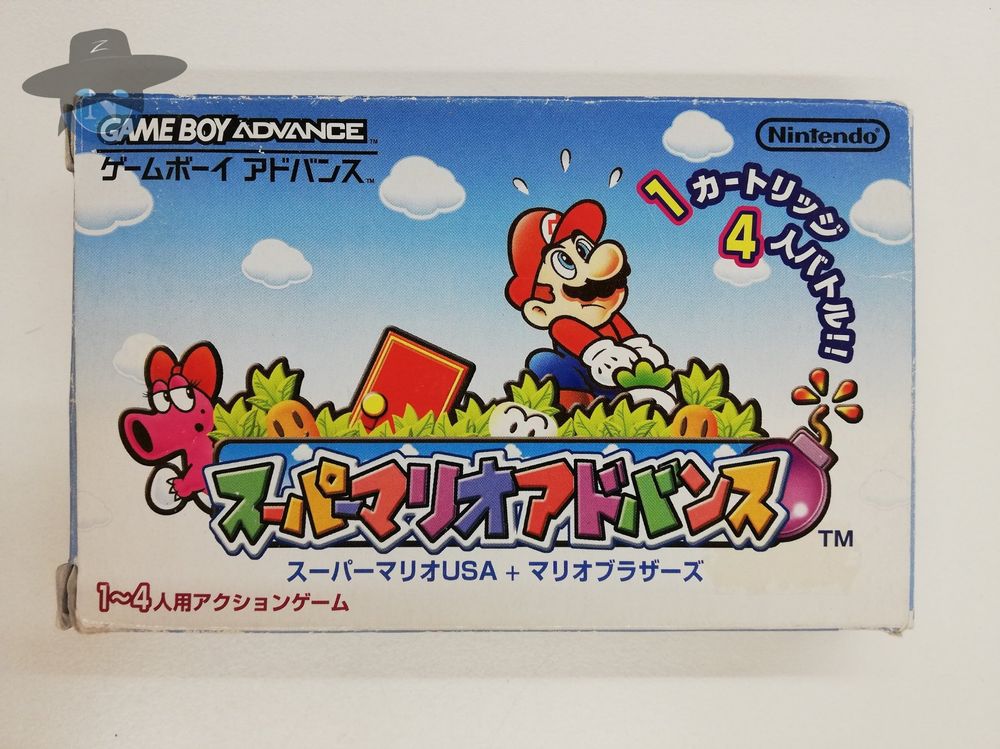 Z
N
GAME BOY ADVANCE™
ゲームボーイ アドバンス™
Nintendo®
1カートリッジ
4人バトル!!
スーパーマリオアドバンス
TM
スーパーマリオUSA + マリオブラザーズ
1～4人用アクションゲーム